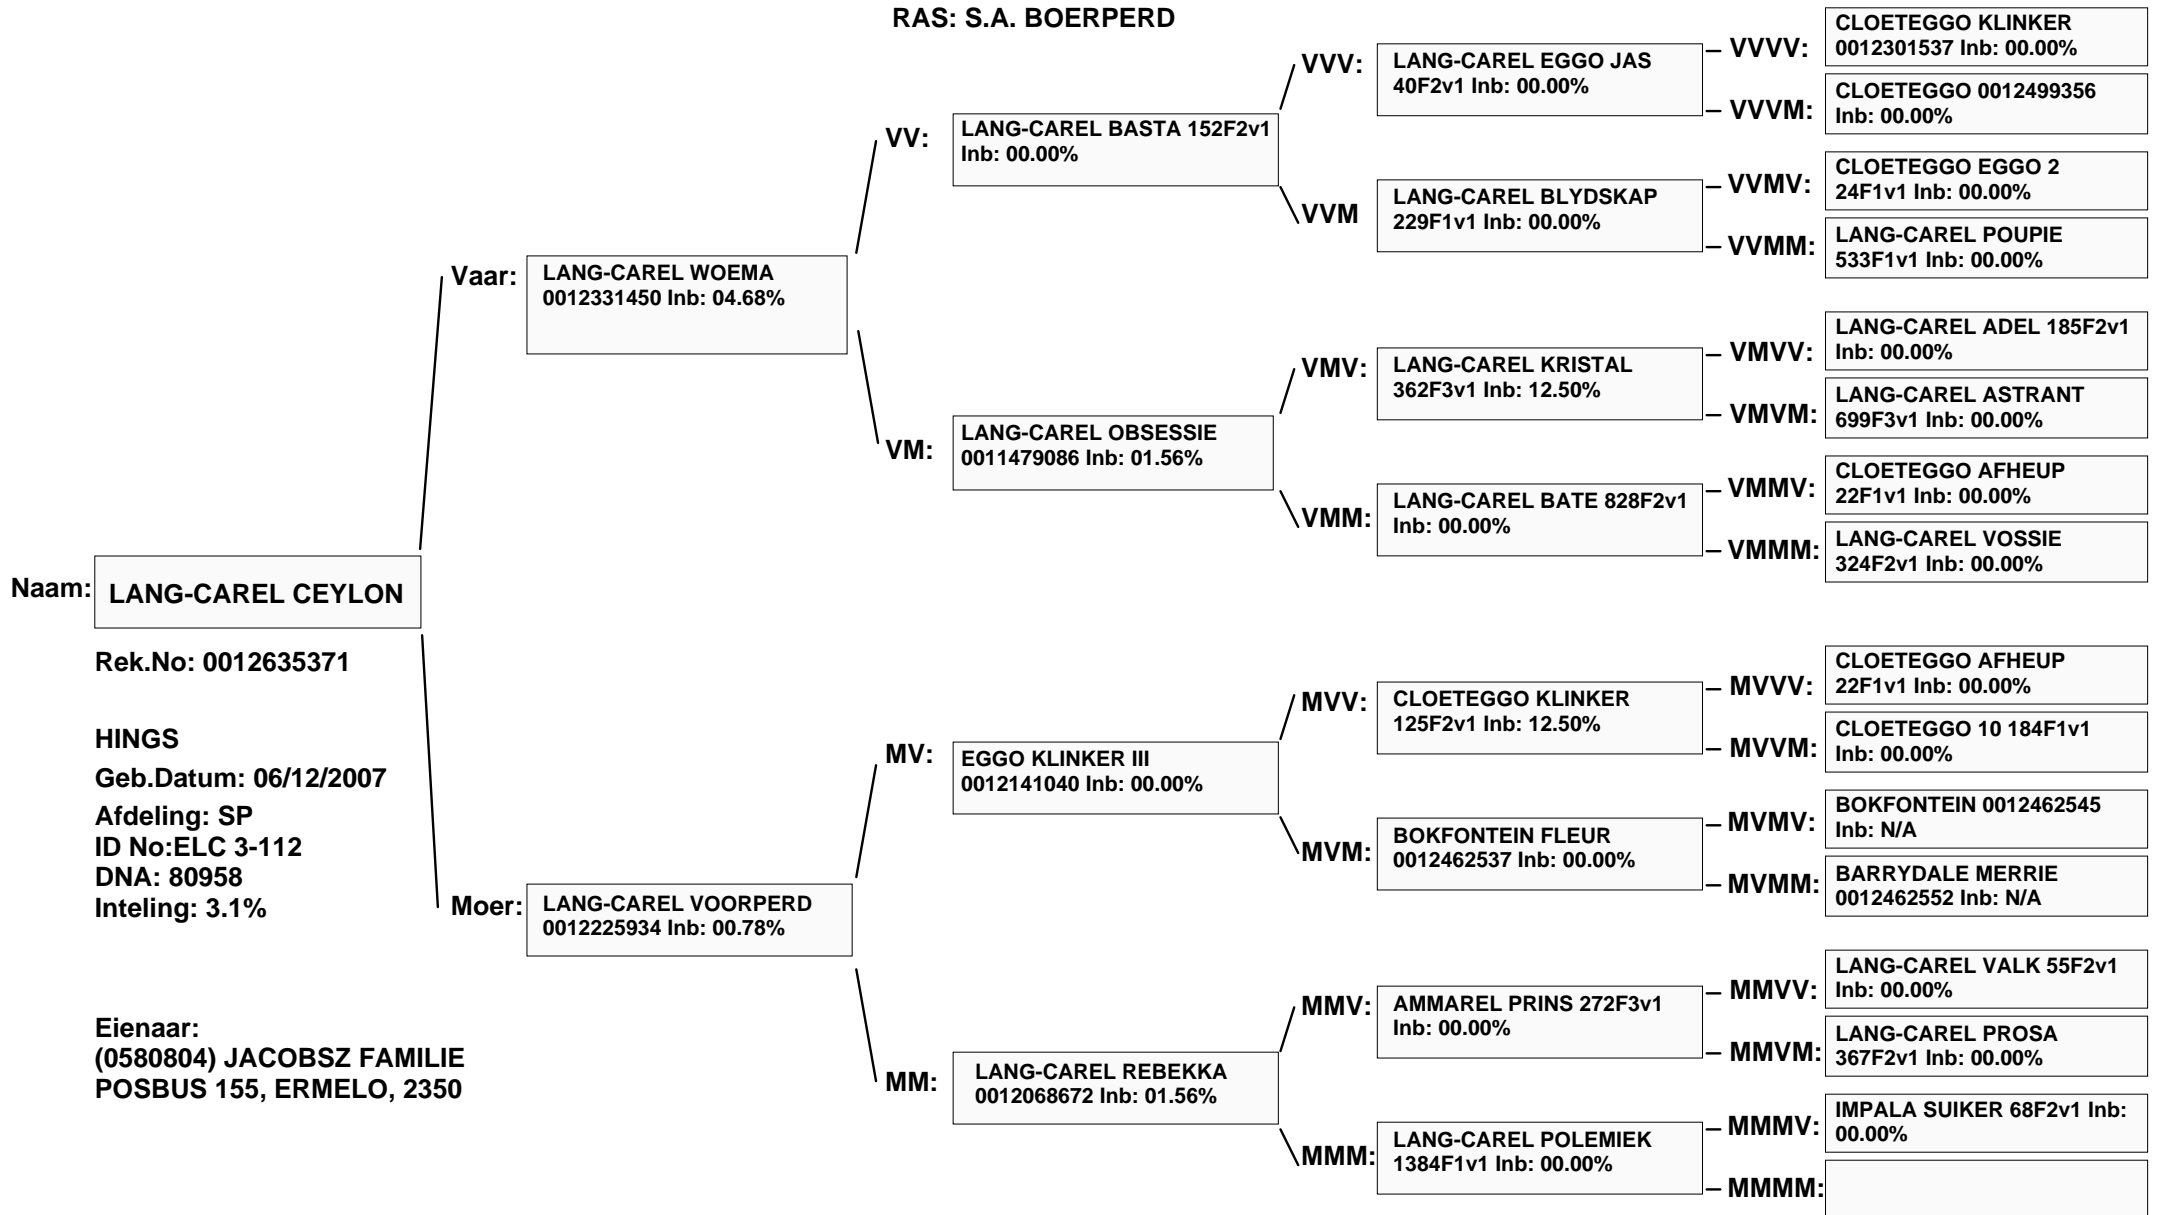 RAS: S.A. BOERPERD
Naam:
LANG-CAREL CEYLON
Rek.No: 0012635371
HINGS
Geb.Datum: 06/12/2007
Afdeling: SP
ID No:ELC 3-112
DNA: 80958
Inteling: 3.1%
Eienaar:
(0580804) JACOBSZ FAMILIE
POSBUS 155, ERMELO, 2350
Vaar:
LANG-CAREL WOEMA
0012331450 Inb: 04.68%
Moer:
LANG-CAREL VOORPERD
0012225934 Inb: 00.78%
VV:
LANG-CAREL BASTA 152F2v1
Inb: 00.00%
VM:
LANG-CAREL OBSESSIE
0011479086 Inb: 01.56%
MV:
EGGO KLINKER III
0012141040 Inb: 00.00%
MM:
LANG-CAREL REBEKKA
0012068672 Inb: 01.56%
VVV:
LANG-CAREL EGGO JAS
40F2v1 Inb: 00.00%
VVM
LANG-CAREL BLYDSKAP
229F1v1 Inb: 00.00%
VMV:
LANG-CAREL KRISTAL
362F3v1 Inb: 12.50%
VMM:
LANG-CAREL BATE 828F2v1
Inb: 00.00%
MVV:
CLOETEGGO KLINKER
125F2v1 Inb: 12.50%
MVM:
BOKFONTEIN FLEUR
0012462537 Inb: 00.00%
MMV:
AMMAREL PRINS 272F3v1
Inb: 00.00%
MMM:
LANG-CAREL POLEMIEK
1384F1v1 Inb: 00.00%
VVVV:
CLOETEGGO KLINKER
0012301537 Inb: 00.00%
VVVM:
CLOETEGGO 0012499356
Inb: 00.00%
VVMV:
CLOETEGGO EGGO 2
24F1v1 Inb: 00.00%
VVMM:
LANG-CAREL POUPIE
533F1v1 Inb: 00.00%
VMVV:
LANG-CAREL ADEL 185F2v1
Inb: 00.00%
VMVM:
LANG-CAREL ASTRANT
699F3v1 Inb: 00.00%
VMMV:
CLOETEGGO AFHEUP
22F1v1 Inb: 00.00%
VMMM:
LANG-CAREL VOSSIE
324F2v1 Inb: 00.00%
MVVV:
CLOETEGGO AFHEUP
22F1v1 Inb: 00.00%
MVVM:
CLOETEGGO 10 184F1v1
Inb: 00.00%
MVMV:
BOKFONTEIN 0012462545
Inb: N/A
MVMM:
BARRYDALE MERRIE
0012462552 Inb: N/A
MMVV:
LANG-CAREL VALK 55F2v1
Inb: 00.00%
MMVM:
LANG-CAREL PROSA
367F2v1 Inb: 00.00%
MMMV:
IMPALA SUIKER 68F2v1 Inb:
00.00%
MMMM: